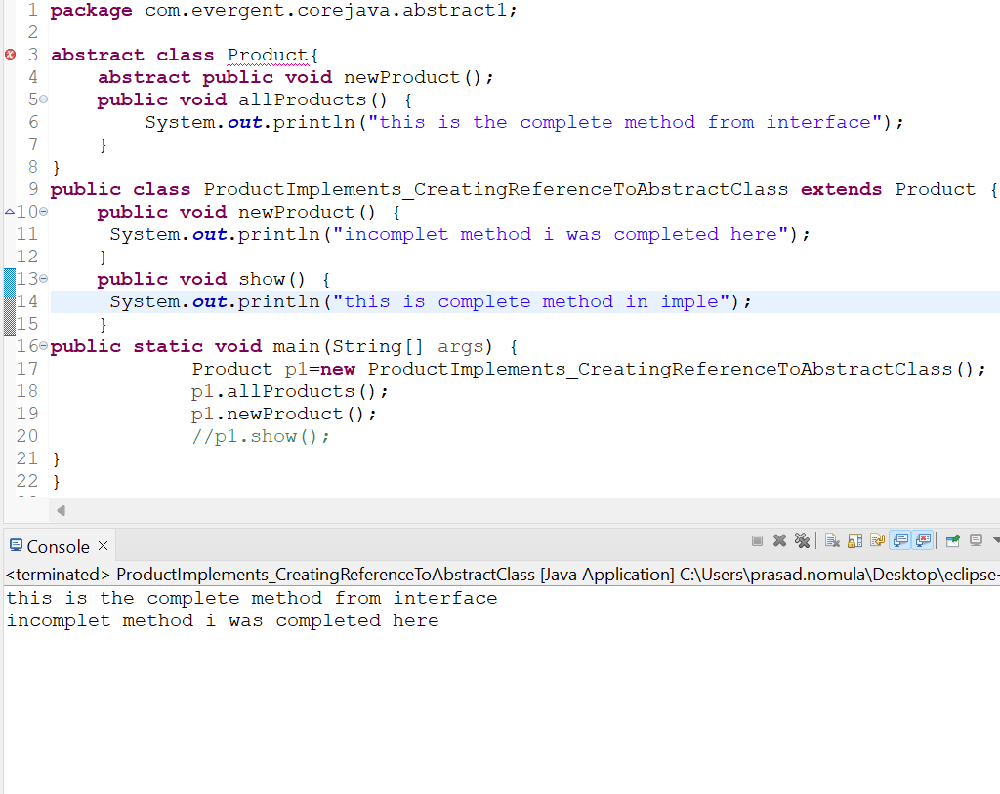 1 package com.evergent.corejava.abstract1;
2
3 abstract class Product{
4     abstract public void newProduct();
5     public void allProducts() {
6         System.out.println("this is the complete method from interface");
7     }
8 }
9 public class ProductImplements_CreatingReferenceToAbstractClass extends Product {
10     public void newProduct() {
11      System.out.println("incomplet method i was completed here");
12     }
13     public void show() {
14      System.out.println("this is complete method in imple");
15     }
16 public static void main(String[] args) {
17             Product p1=new ProductImplements_CreatingReferenceToAbstractClass();
18             p1.allProducts();
19             p1.newProduct();
20             //p1.show();
21 }
22 }
Console
<terminated> ProductImplements_CreatingReferenceToAbstractClass [Java Application] C:\Users\prasad.nomula\Desktop\eclipse-
this is the complete method from interface
incomplet method i was completed here